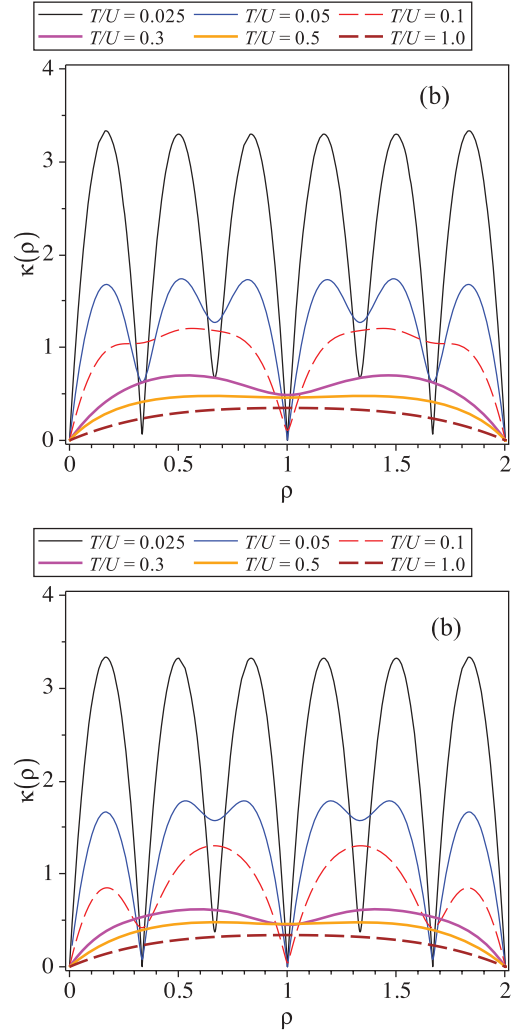 T/U = 0.025 T/U = 0.05 T/U = 0.1
T/U = 0.3 T/U = 0.5 T/U = 1.0
(b)
4
3
2
1
0
κ(ρ)
0 0.5 1 1.5 2
ρ
T/U = 0.025 T/U = 0.05 T/U = 0.1
T/U = 0.3 T/U = 0.5 T/U = 1.0
(b)
4
3
2
1
0
κ(ρ)
0 0.5 1 1.5 2
ρ